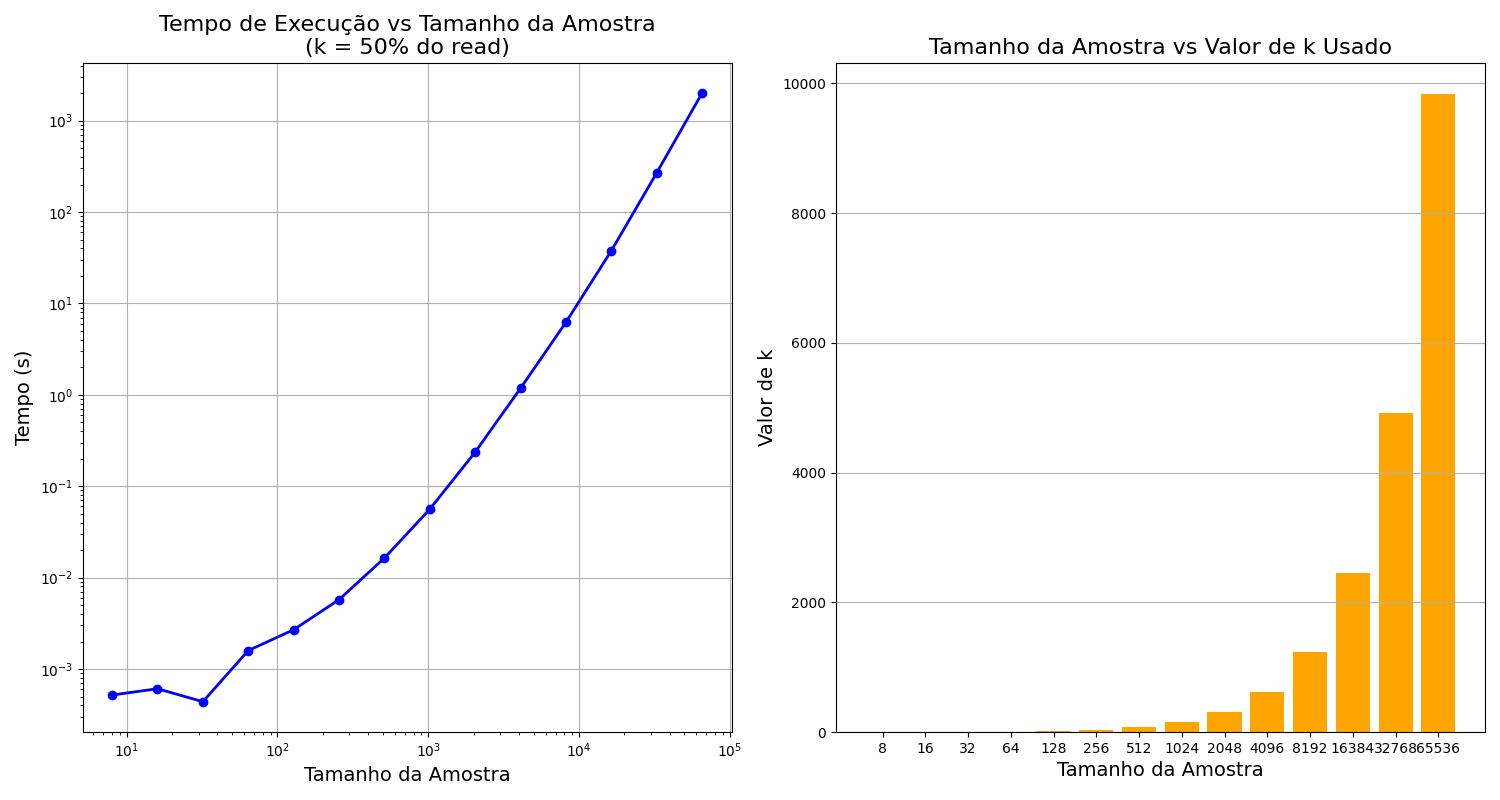 Tempo de Execução vs Tamanho da Amostra
(k = 50% do read)
Tempo (s)
10³
10²
10¹
10⁰
10⁻¹
10⁻²
10⁻³
10¹ 10² 10³ 10⁴ 10⁵
Tamanho da Amostra
Tamanho da Amostra vs Valor de k Usado
Valor de k
10000
8000
6000
4000
2000
0
8 16 32 64 128 256 512 1024 2048 4096 8192 16384 32768 65536
Tamanho da Amostra